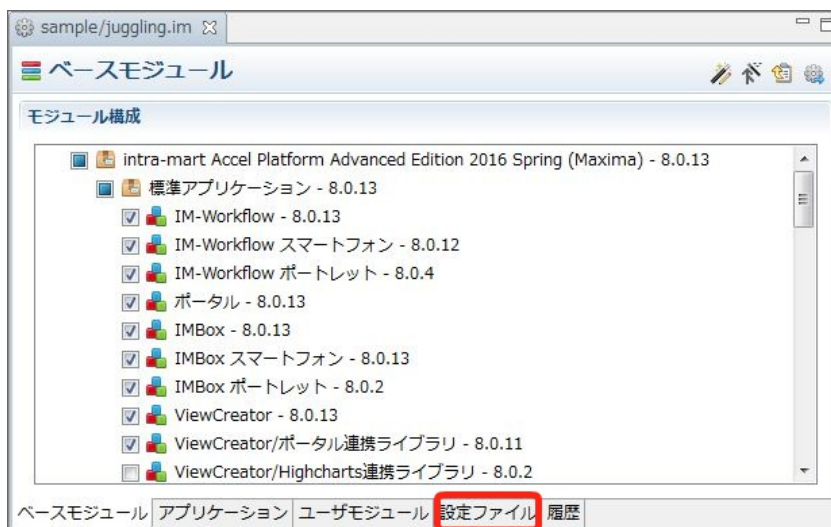 sample/juggling.im
ベースモジュール
モジュール構成
intra-mart Accel Platform Advanced Edition 2016 Spring (Maxima) - 8.0.13
標準アプリケーション - 8.0.13
IM-Workflow - 8.0.13
IM-Workflow スマートフォン - 8.0.12
IM-Workflow ポートレット - 8.0.4
ポータル - 8.0.13
IMBox - 8.0.13
IMBox スマートフォン - 8.0.13
IMBox ポートレット - 8.0.2
ViewCreator - 8.0.13
ViewCreator/ポータル連携ライブラリ - 8.0.11
ViewCreator/Highcharts連携ライブラリ - 8.0.2
ベースモジュール アプリケーション ユーザモジュール 設定ファイル 履歴